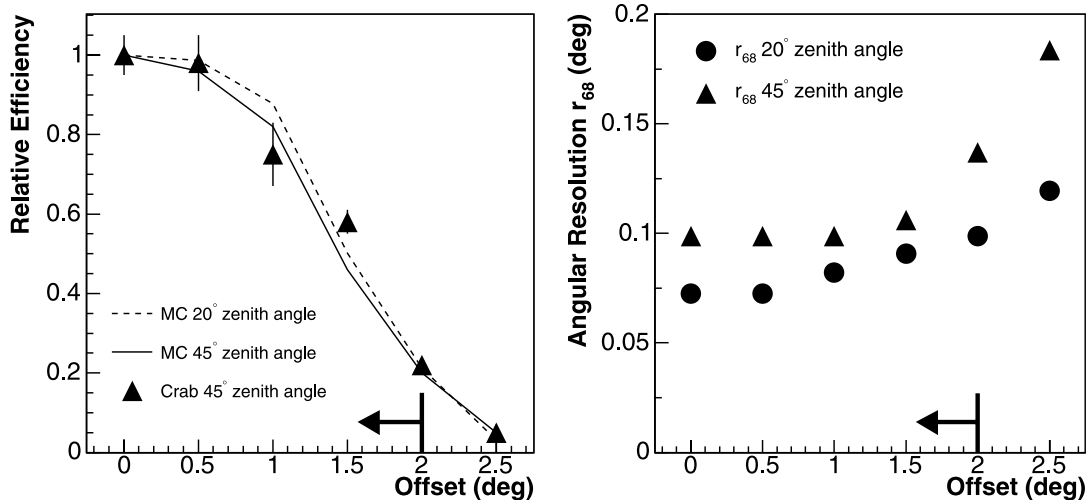 Relative Efficiency
1
0.8
0.6
0.4
0.2
0
MC 20° zenith angle
MC 45° zenith angle
Crab 45° zenith angle
0 0.5 1 1.5 2 2.5
Offset (deg)
Angular Resolution r68 (deg)
0.2
0.15
0.1
0.05
0
r68 20° zenith angle
r68 45° zenith angle
0 0.5 1 1.5 2 2.5
Offset (deg)